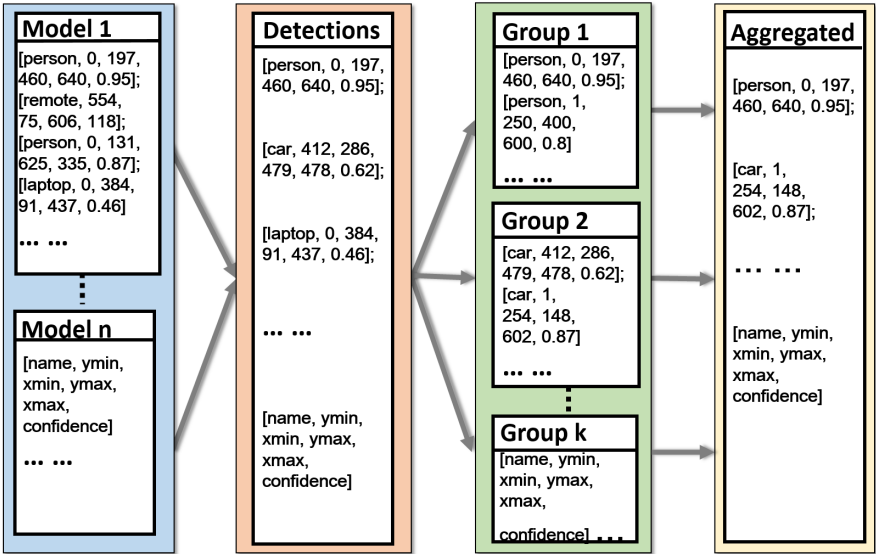 Model 1
[person, 0, 197,
460, 640, 0.95];
[remote, 554,
75, 606, 118];
[person, 0, 131,
625, 335, 0.87];
[laptop, 0, 384,
91, 437, 0.46]
... ...
Model n
[name, ymin,
xmin, ymax,
xmax,
confidence]
... ...
Detections
[person, 0, 197,
460, 640, 0.95];
[car, 412, 286,
479, 478, 0.62];
[laptop, 0, 384,
91, 437, 0.46];
... ...
[name, ymin,
xmin, ymax,
xmax,
confidence]
Group 1
[person, 0, 197,
460, 640, 0.95];
[person, 1,
250, 400,
600, 0.8]
... ...
Group 2
[car, 412, 286,
479, 478, 0.62];
[car, 1,
254, 148,
602, 0.87]
... ...
Group k
[name, ymin,
xmin, ymax,
xmax,
confidence] ...
Aggregated
[person, 0, 197,
460, 640, 0.95];
[car, 1,
254, 148,
602, 0.87];
... ...
[name, ymin,
xmin, ymax,
xmax,
confidence]